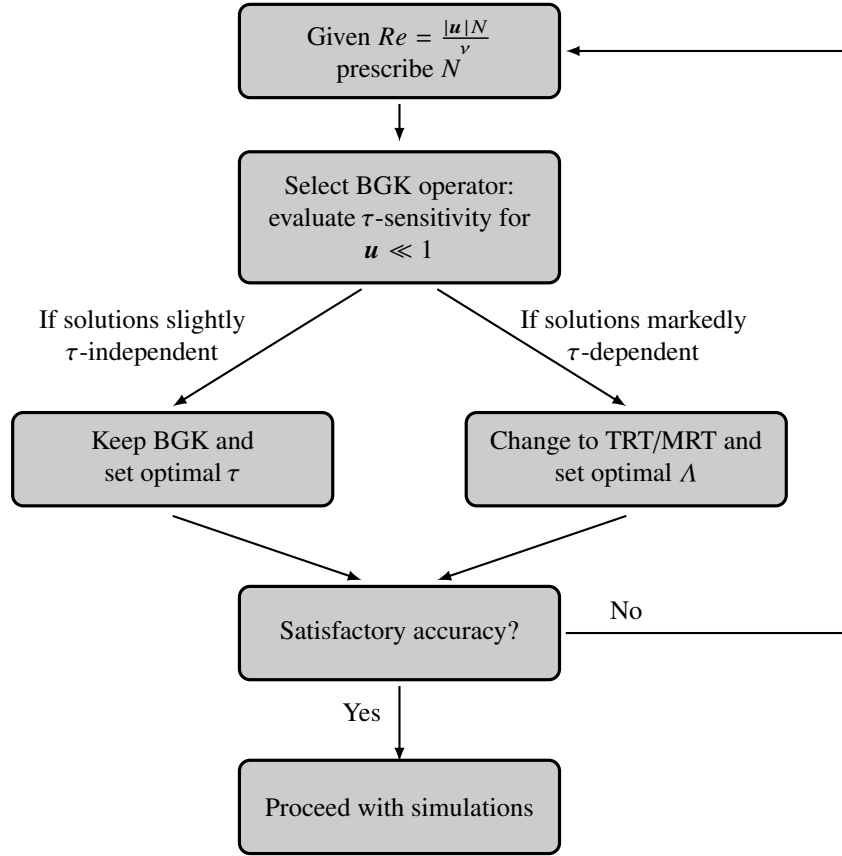 Given Re = |u|N/ν
prescribe N
Select BGK operator:
evaluate τ-sensitivity for
u ≪ 1
If solutions slightly
τ-independent
If solutions markedly
τ-dependent
Keep BGK and
set optimal τ
Change to TRT/MRT and
set optimal Λ
Satisfactory accuracy?
No
Yes
Proceed with simulations